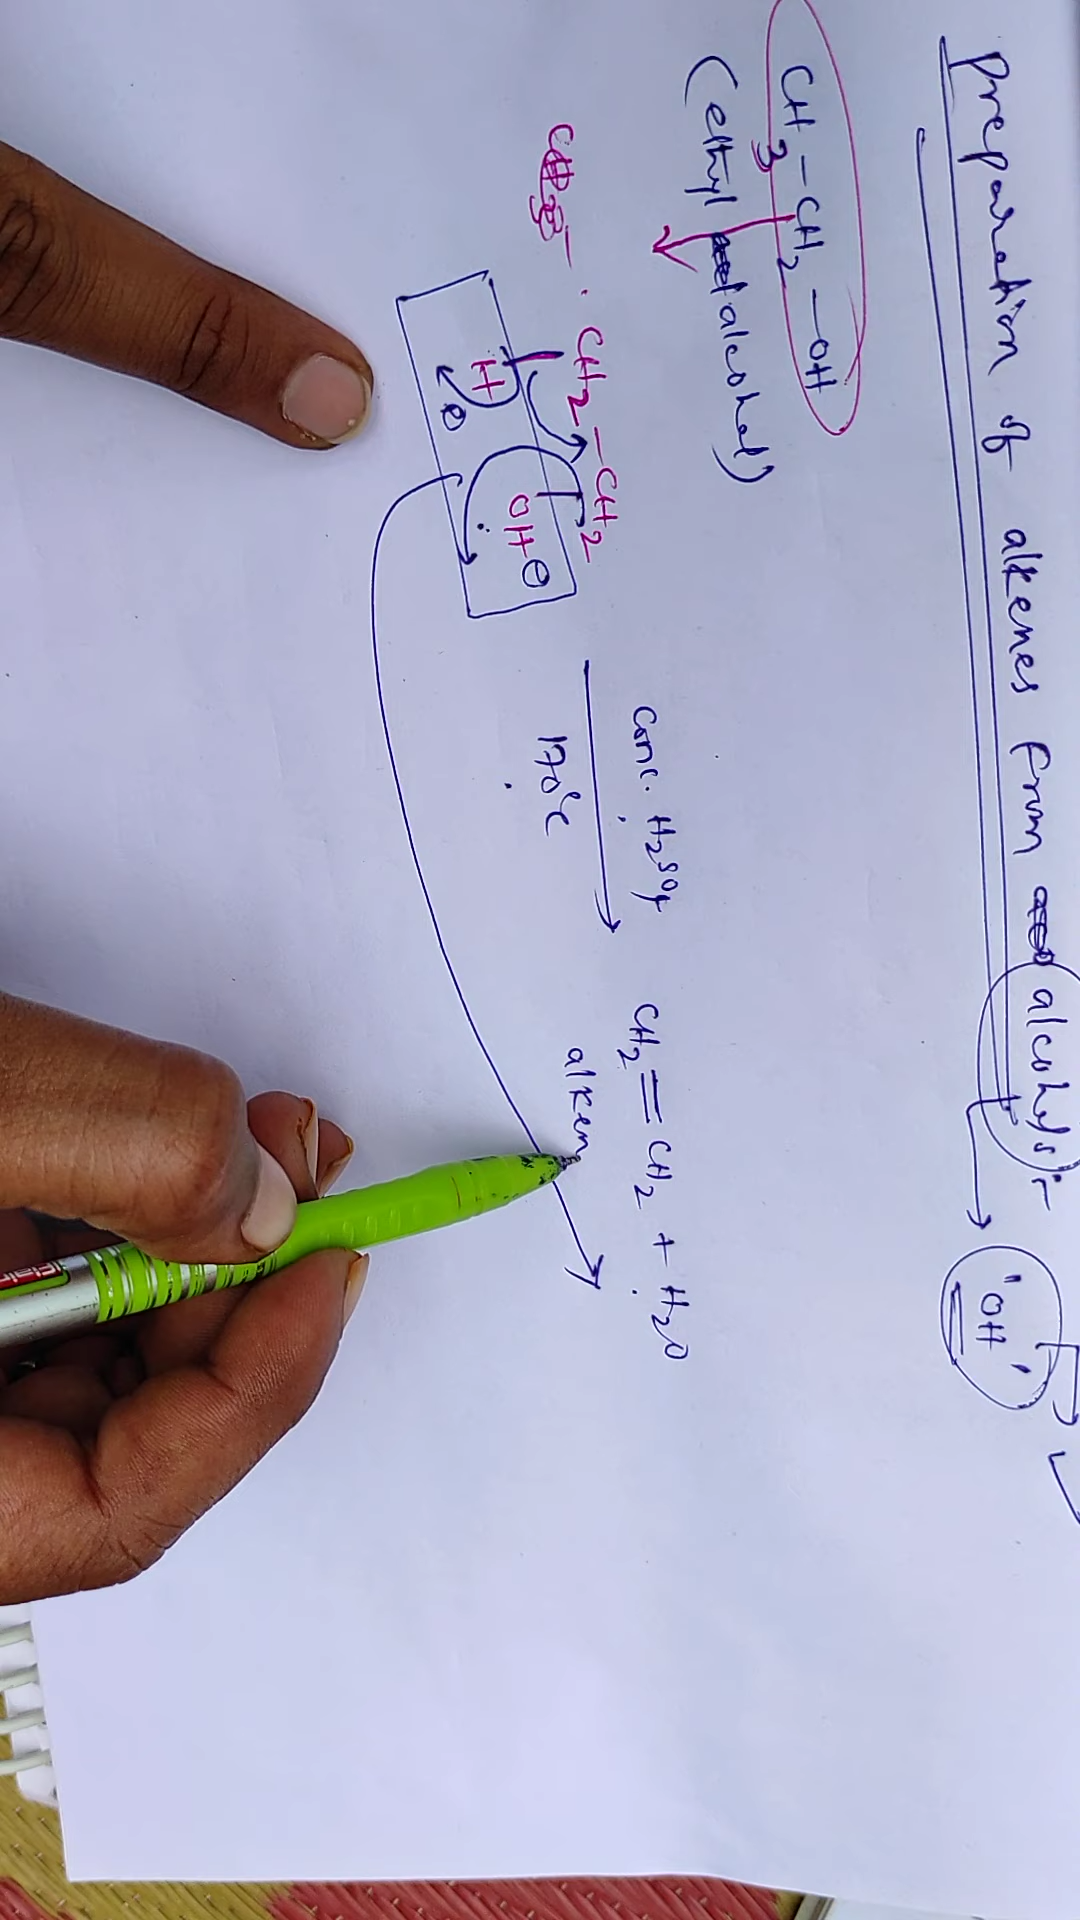 Preparation of alkenes from alcohols:-
'OH'
CH3-CH2-OH
(ethyl alcohol)
CH2-CH2
H OH
Conc. H2SO4
170°C
CH2=CH2 + H2O
alken